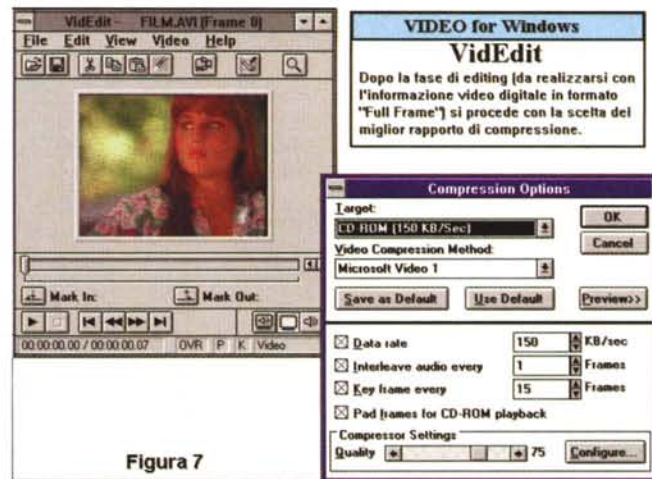 VidEdit - FILM.AVI (Frame 0)
File Edit View Video Help
Mark In: Mark Out:
00:00:00.00 / 00:00:00.07 OVR P K Video
Figura 7
VIDEO for Windows
VidEdit
Dopo la fase di editing (da realizzarsi con
l'informazione video digitale in formato
"Full Frame") si procede con la scelta del
miglior rapporto di compressione.
Compression Options
Target:
CD-ROM (150 KB/Sec)
OK
Video Compression Method:
Cancel
Microsoft Video 1
Save as Default Use Default Preview>>
Data rate 150 KB/sec
Interleave audio every 1 Frames
Key frame every 15 Frames
Pad frames for CD-ROM playback
Compressor Settings
Quality 75 Configure...